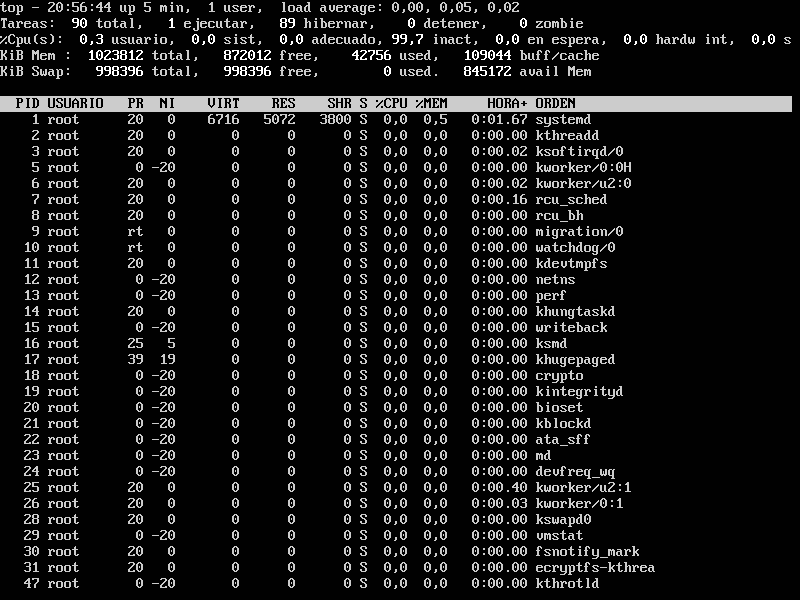 top - 20:56:44 up 5 min,  1 user,  load average: 0,00, 0,05, 0,02
Tareas:  90 total,   1 ejecutar,  89 hibernar,   0 detener,   0 zombie
%Cpu(s):  0,3 usuario,  0,0 sist,  0,0 adecuado, 99,7 inact,  0,0 en espera,  0,0 hardw int,  0,0 s
KiB Mem :  1023812 total,   872012 free,    42756 used,   109044 buff/cache
KiB Swap:   998396 total,   998396 free,        0 used.   845172 avail Mem
PID USUARIO   PR  NI    VIRT    RES    SHR S %CPU %MEM     HORA+ ORDEN
1 root      20   0    6716   5072   3800 S  0,0  0,5   0:01.67 systemd
2 root      20   0       0      0      0 S  0,0  0,0   0:00.00 kthreadd
3 root      20   0       0      0      0 S  0,0  0,0   0:00.02 ksoftirqd/0
5 root       0 -20       0      0      0 S  0,0  0,0   0:00.00 kworker/0:0H
6 root      20   0       0      0      0 S  0,0  0,0   0:00.02 kworker/u2:0
7 root      20   0       0      0      0 S  0,0  0,0   0:00.16 rcu_sched
8 root      20   0       0      0      0 S  0,0  0,0   0:00.00 rcu_bh
9 root      rt   0       0      0      0 S  0,0  0,0   0:00.00 migration/0
10 root      rt   0       0      0      0 S  0,0  0,0   0:00.00 watchdog/0
11 root      20   0       0      0      0 S  0,0  0,0   0:00.00 kdevtmpfs
12 root       0 -20       0      0      0 S  0,0  0,0   0:00.00 netns
13 root       0 -20       0      0      0 S  0,0  0,0   0:00.00 perf
14 root      20   0       0      0      0 S  0,0  0,0   0:00.00 khungtaskd
15 root       0 -20       0      0      0 S  0,0  0,0   0:00.00 writeback
16 root      25   5       0      0      0 S  0,0  0,0   0:00.00 ksmd
17 root      39  19       0      0      0 S  0,0  0,0   0:00.00 khugepaged
18 root       0 -20       0      0      0 S  0,0  0,0   0:00.00 crypto
19 root       0 -20       0      0      0 S  0,0  0,0   0:00.00 kintegrityd
20 root       0 -20       0      0      0 S  0,0  0,0   0:00.00 bioset
21 root       0 -20       0      0      0 S  0,0  0,0   0:00.00 kblockd
22 root       0 -20       0      0      0 S  0,0  0,0   0:00.00 ata_sff
23 root       0 -20       0      0      0 S  0,0  0,0   0:00.00 md
24 root       0 -20       0      0      0 S  0,0  0,0   0:00.00 devfreq_wq
25 root      20   0       0      0      0 S  0,0  0,0   0:00.40 kworker/u2:1
26 root      20   0       0      0      0 S  0,0  0,0   0:00.03 kworker/0:1
28 root      20   0       0      0      0 S  0,0  0,0   0:00.00 kswapd0
29 root       0 -20       0      0      0 S  0,0  0,0   0:00.00 vmstat
30 root      20   0       0      0      0 S  0,0  0,0   0:00.00 fsnotify_mark
31 root      20   0       0      0      0 S  0,0  0,0   0:00.00 ecryptfs-kthrea
47 root       0 -20       0      0      0 S  0,0  0,0   0:00.00 kthrotld